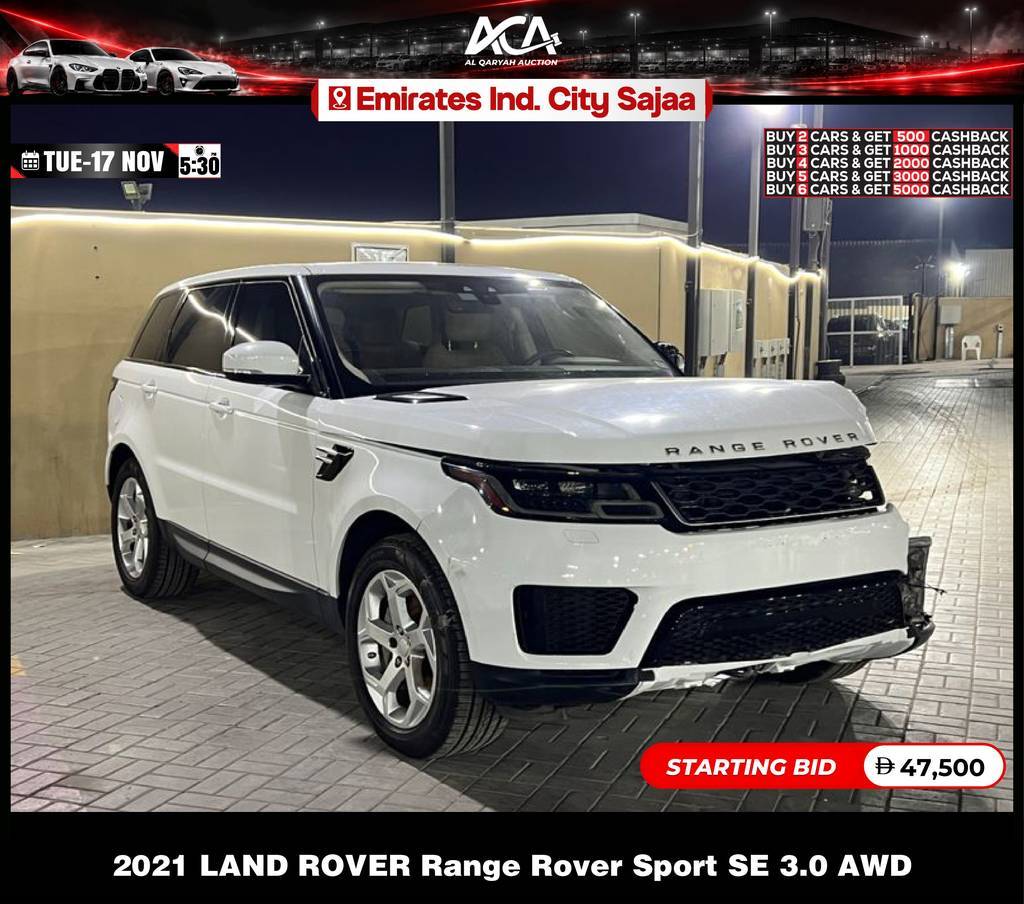 ACA
AL QARYAH AUCTION
Emirates Ind. City Sajaa
TUE-17 NOV
5:30
BUY 2 CARS & GET 500 CASHBACK
BUY 3 CARS & GET 1000 CASHBACK
BUY 4 CARS & GET 2000 CASHBACK
BUY 5 CARS & GET 3000 CASHBACK
BUY 6 CARS & GET 5000 CASHBACK
RANGE ROVER
STARTING BID
47,500
2021 LAND ROVER Range Rover Sport SE 3.0 AWD